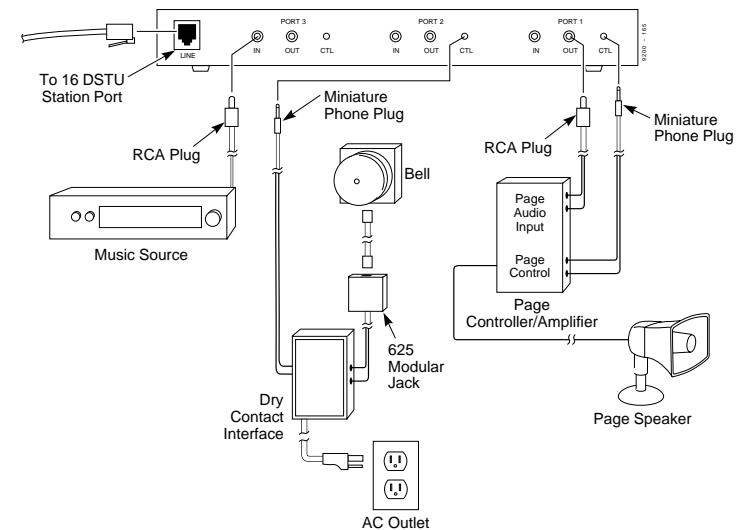 PORT 3
PORT 2
PORT 1
IN
OUT
CTL
IN
OUT
CTL
IN
OUT
CTL
LINE
9200 - 165
To 16 DSTU
Station Port
RCA Plug
Miniature
Phone Plug
Music Source
Bell
625
Modular
Jack
Dry
Contact
Interface
AC Outlet
RCA Plug
Miniature
Phone Plug
Page
Audio
Input
Page
Control
Page
Controller/Amplifier
Page Speaker